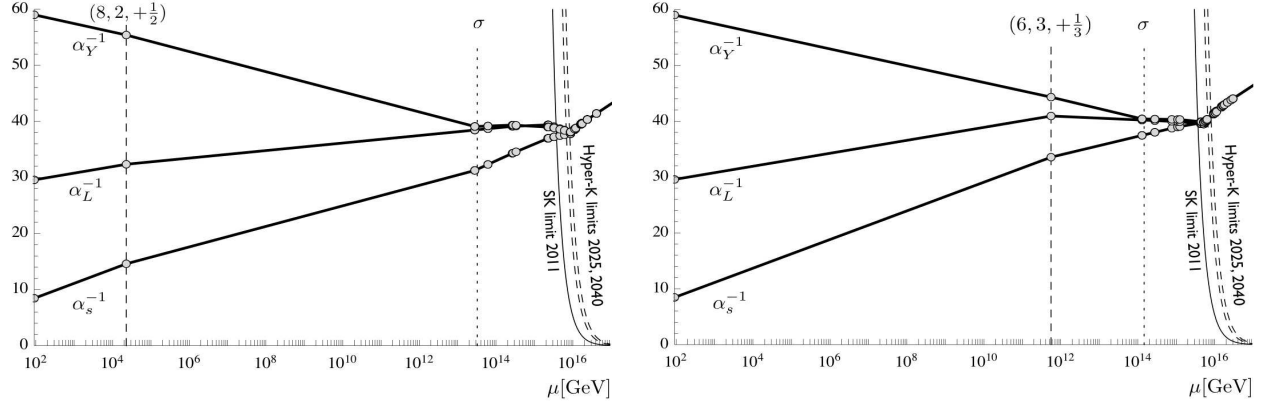 (8, 2, +1/2)
σ
60
50
40
30
20
10
0
α_Y^{-1}
α_L^{-1}
α_s^{-1}
SK limit 2011
Hyper-K limits 2025, 2040
10^2 10^4 10^6 10^8 10^10 10^12 10^14 10^16
μ[GeV]
(6, 3, +1/3)
σ
60
50
40
30
20
10
0
α_Y^{-1}
α_L^{-1}
α_s^{-1}
SK limit 2011
Hyper-K limits 2025, 2040
10^2 10^4 10^6 10^8 10^10 10^12 10^14 10^16
μ[GeV]